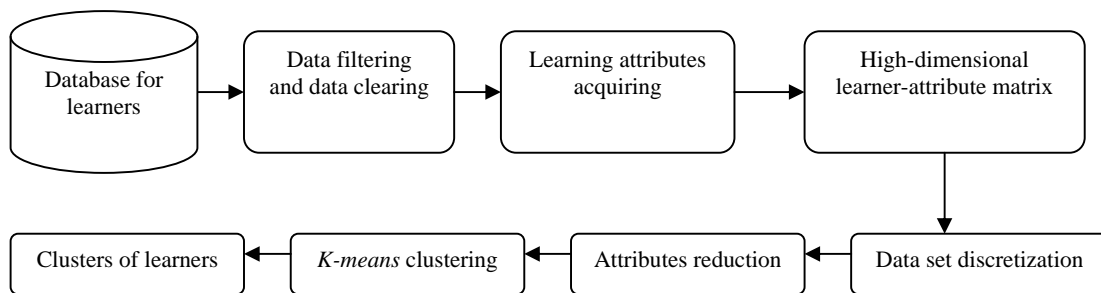 Database for
learners
Data filtering
and data clearing
Learning attributes
acquiring
High-dimensional
learner-attribute matrix
Clusters of learners
K-means clustering
Attributes reduction
Data set discretization